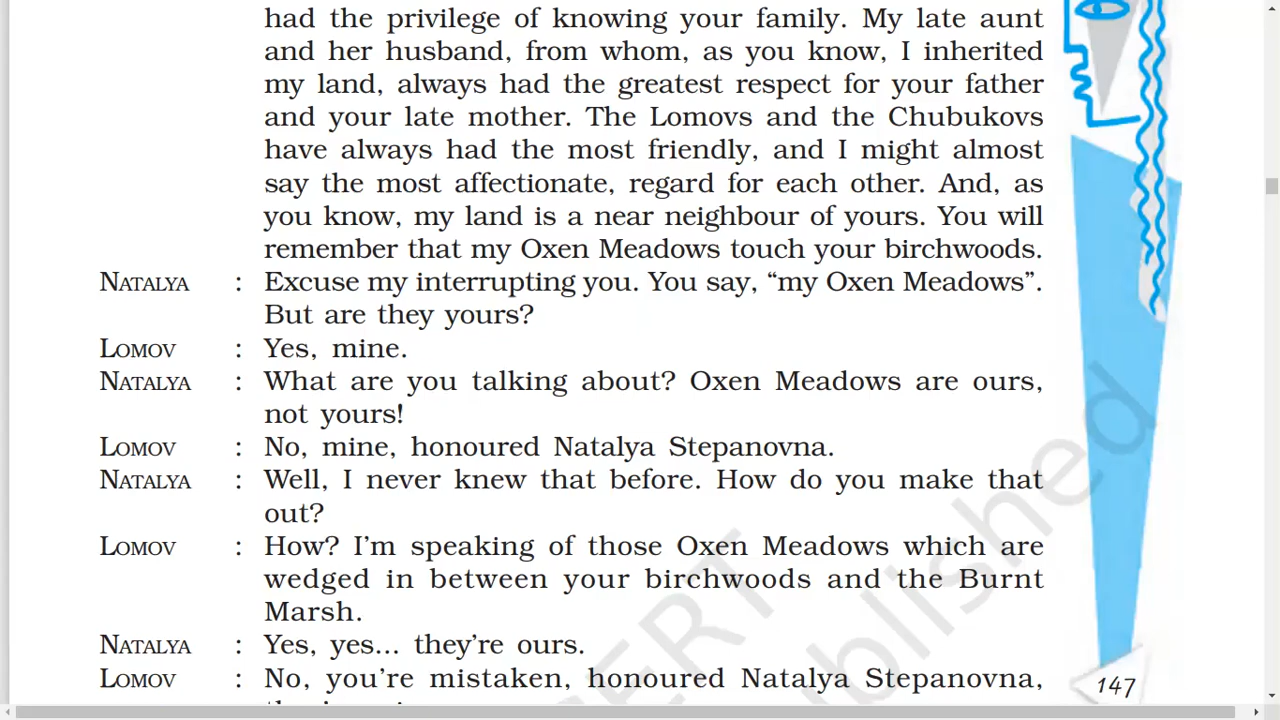 had the privilege of knowing your family. My late aunt
and her husband, from whom, as you know, I inherited
my land, always had the greatest respect for your father
and your late mother. The Lomovs and the Chubukovs
have always had the most friendly, and I might almost
say the most affectionate, regard for each other. And, as
you know, my land is a near neighbour of yours. You will
remember that my Oxen Meadows touch your birchwoods.
NATALYA : Excuse my interrupting you. You say, “my Oxen Meadows”.
But are they yours?
LOMOV : Yes, mine.
NATALYA : What are you talking about? Oxen Meadows are ours,
not yours!
LOMOV : No, mine, honoured Natalya Stepanovna.
NATALYA : Well, I never knew that before. How do you make that
out?
LOMOV : How? I’m speaking of those Oxen Meadows which are
wedged in between your birchwoods and the Burnt
Marsh.
NATALYA : Yes, yes... they’re ours.
LOMOV : No, you’re mistaken, honoured Natalya Stepanovna,
147